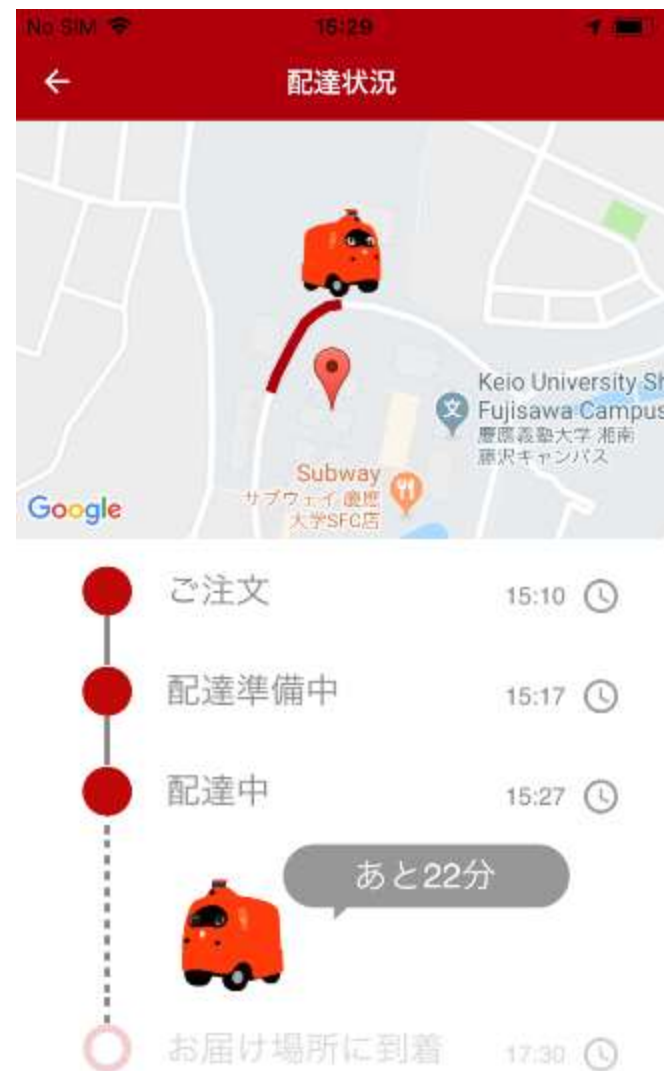 No SIM 15:29
配達状況
Keio University Sh
Fujisawa Campus
慶應義塾大学 湘南
藤沢キャンパス
Subway
サブウェイ 慶應
大学SFC店
Google
ご注文 15:10
配達準備中 15:17
配達中 15:27
あと22分
お届け場所に到着 17:30